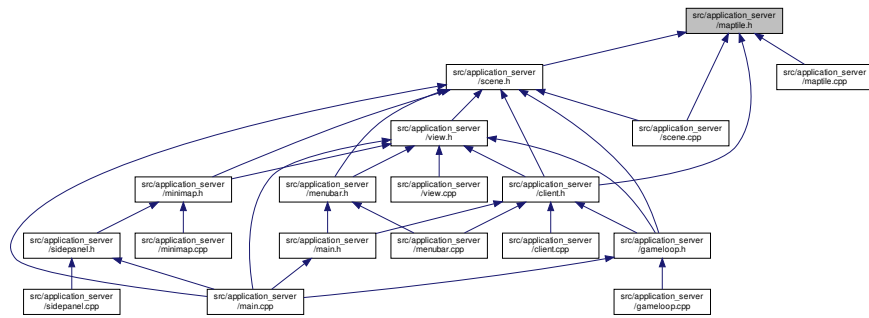 src/application_server
/maptile.h
src/application_server
/scene.h
src/application_server
/maptile.cpp
src/application_server
/view.h
src/application_server
/scene.cpp
src/application_server
/minimap.h
src/application_server
/menubar.h
src/application_server
/view.cpp
src/application_server
/client.h
src/application_server
/sidepanel.h
src/application_server
/minimap.cpp
src/application_server
/main.h
src/application_server
/menubar.cpp
src/application_server
/client.cpp
src/application_server
/gameloop.h
src/application_server
/sidepanel.cpp
src/application_server
/main.cpp
src/application_server
/gameloop.cpp